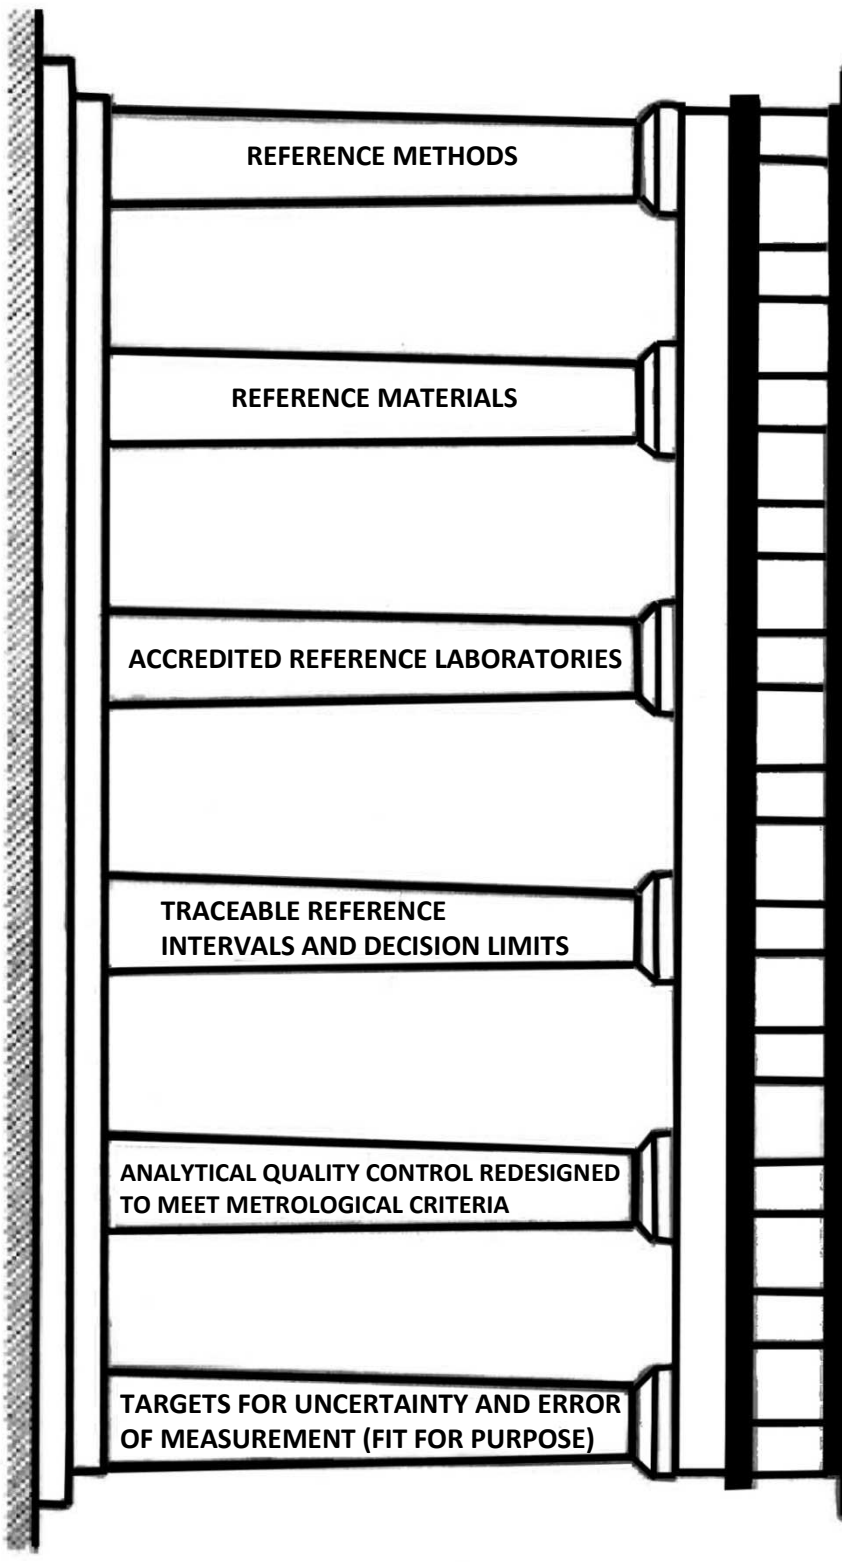 REFERENCE METHODS
REFERENCE MATERIALS
ACCREDITED REFERENCE LABORATORIES
TRACEABLE REFERENCE
INTERVALS AND DECISION LIMITS
ANALYTICAL QUALITY CONTROL REDESIGNED
TO MEET METROLOGICAL CRITERIA
TARGETS FOR UNCERTAINTY AND ERROR
OF MEASUREMENT (FIT FOR PURPOSE)